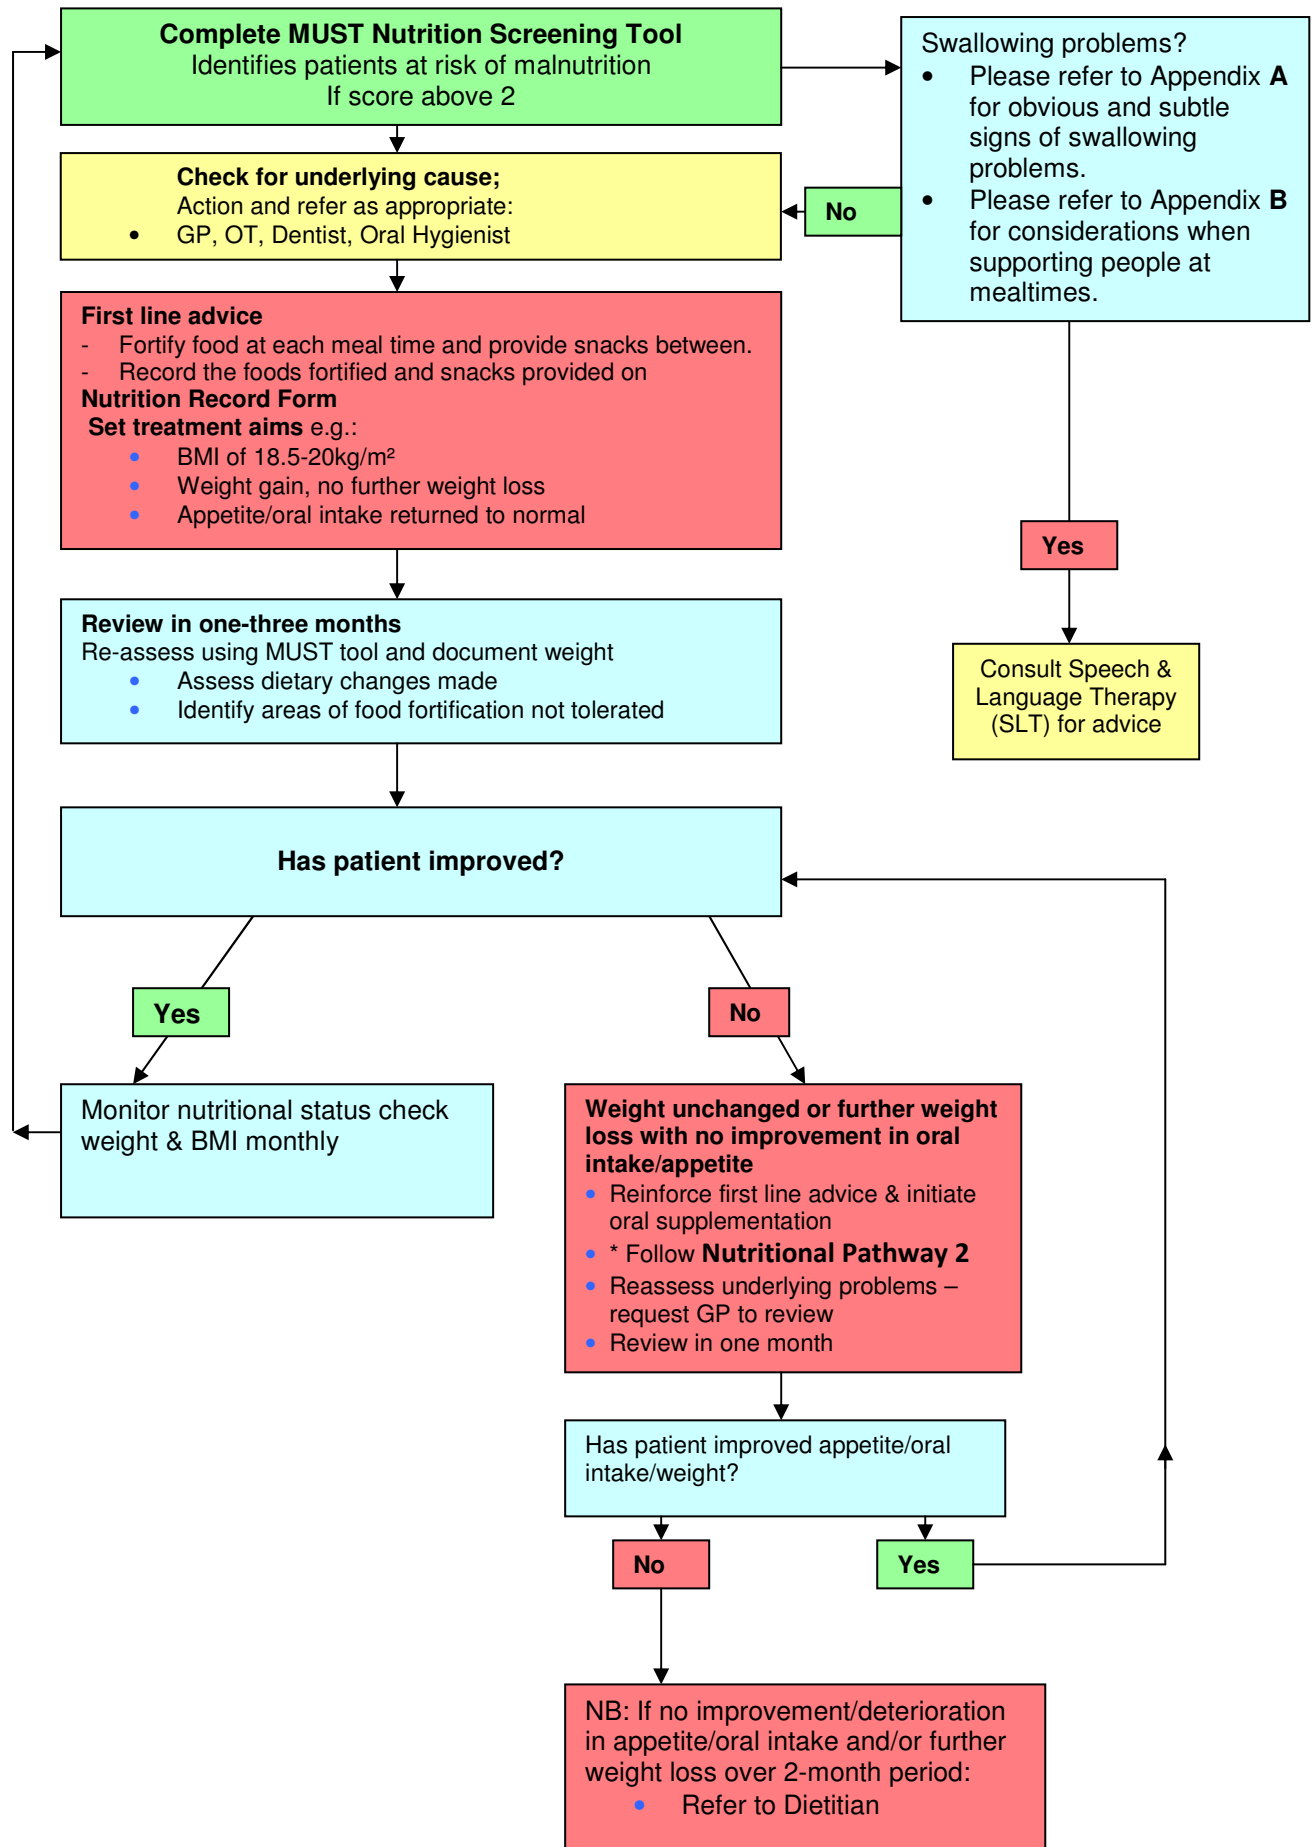 Complete MUST Nutrition Screening Tool
Identifies patients at risk of malnutrition
If score above 2
Swallowing problems?
• Please refer to Appendix A
for obvious and subtle
signs of swallowing
problems.
• Please refer to Appendix B
for considerations when
supporting people at
mealtimes.
No
Check for underlying cause;
Action and refer as appropriate:
• GP, OT, Dentist, Oral Hygienist
First line advice
- Fortify food at each meal time and provide snacks between.
- Record the foods fortified and snacks provided on
Nutrition Record Form
Set treatment aims e.g.:
• BMI of 18.5-20kg/m²
• Weight gain, no further weight loss
• Appetite/oral intake returned to normal
Yes
Consult Speech &
Language Therapy
(SLT) for advice
Review in one-three months
Re-assess using MUST tool and document weight
• Assess dietary changes made
• Identify areas of food fortification not tolerated
Has patient improved?
Yes
No
Monitor nutritional status check
weight & BMI monthly
Weight unchanged or further weight
loss with no improvement in oral
intake/appetite
• Reinforce first line advice & initiate
oral supplementation
• * Follow Nutritional Pathway 2
• Reassess underlying problems –
request GP to review
• Review in one month
Has patient improved appetite/oral
intake/weight?
No
Yes
NB: If no improvement/deterioration
in appetite/oral intake and/or further
weight loss over 2-month period:
• Refer to Dietitian